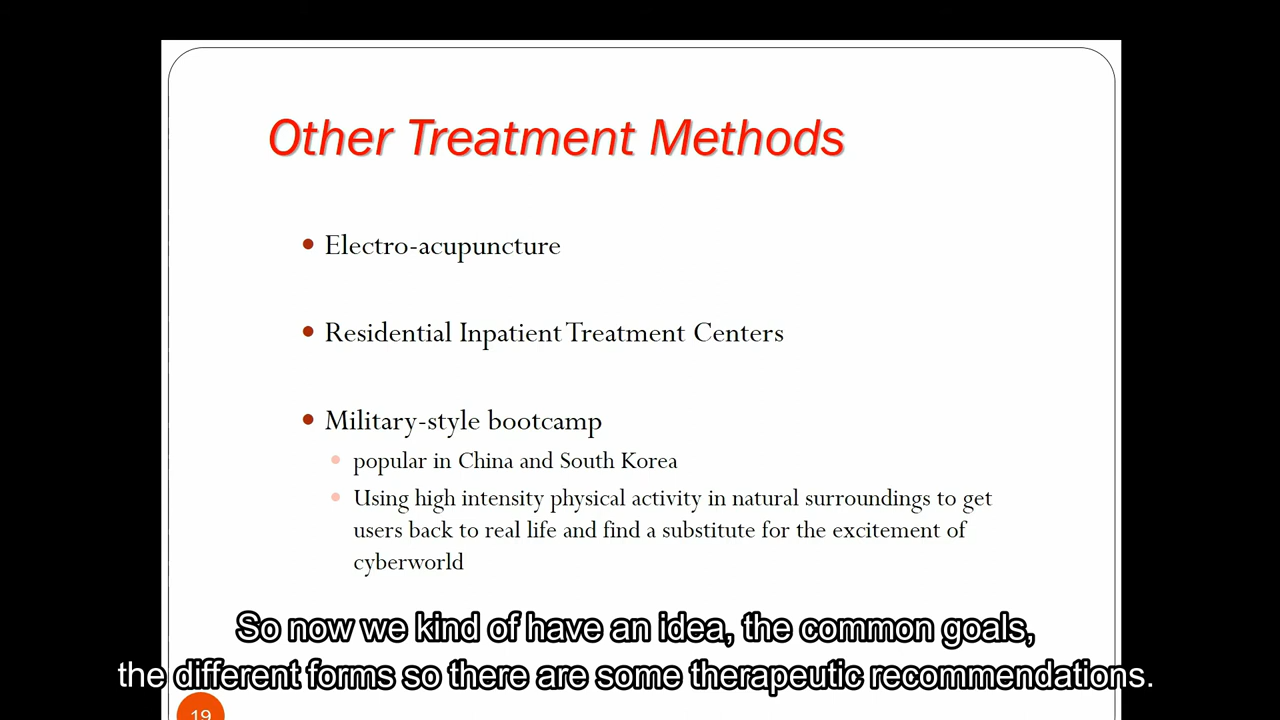 Other Treatment Methods
Electro-acupuncture
Residential Inpatient Treatment Centers
Military-style bootcamp
popular in China and South Korea
Using high intensity physical activity in natural surroundings to get
users back to real life and find a substitute for the excitement of
cyberworld
So now we kind of have an idea, the common goals,
the different forms so there are some therapeutic recommendations.
19